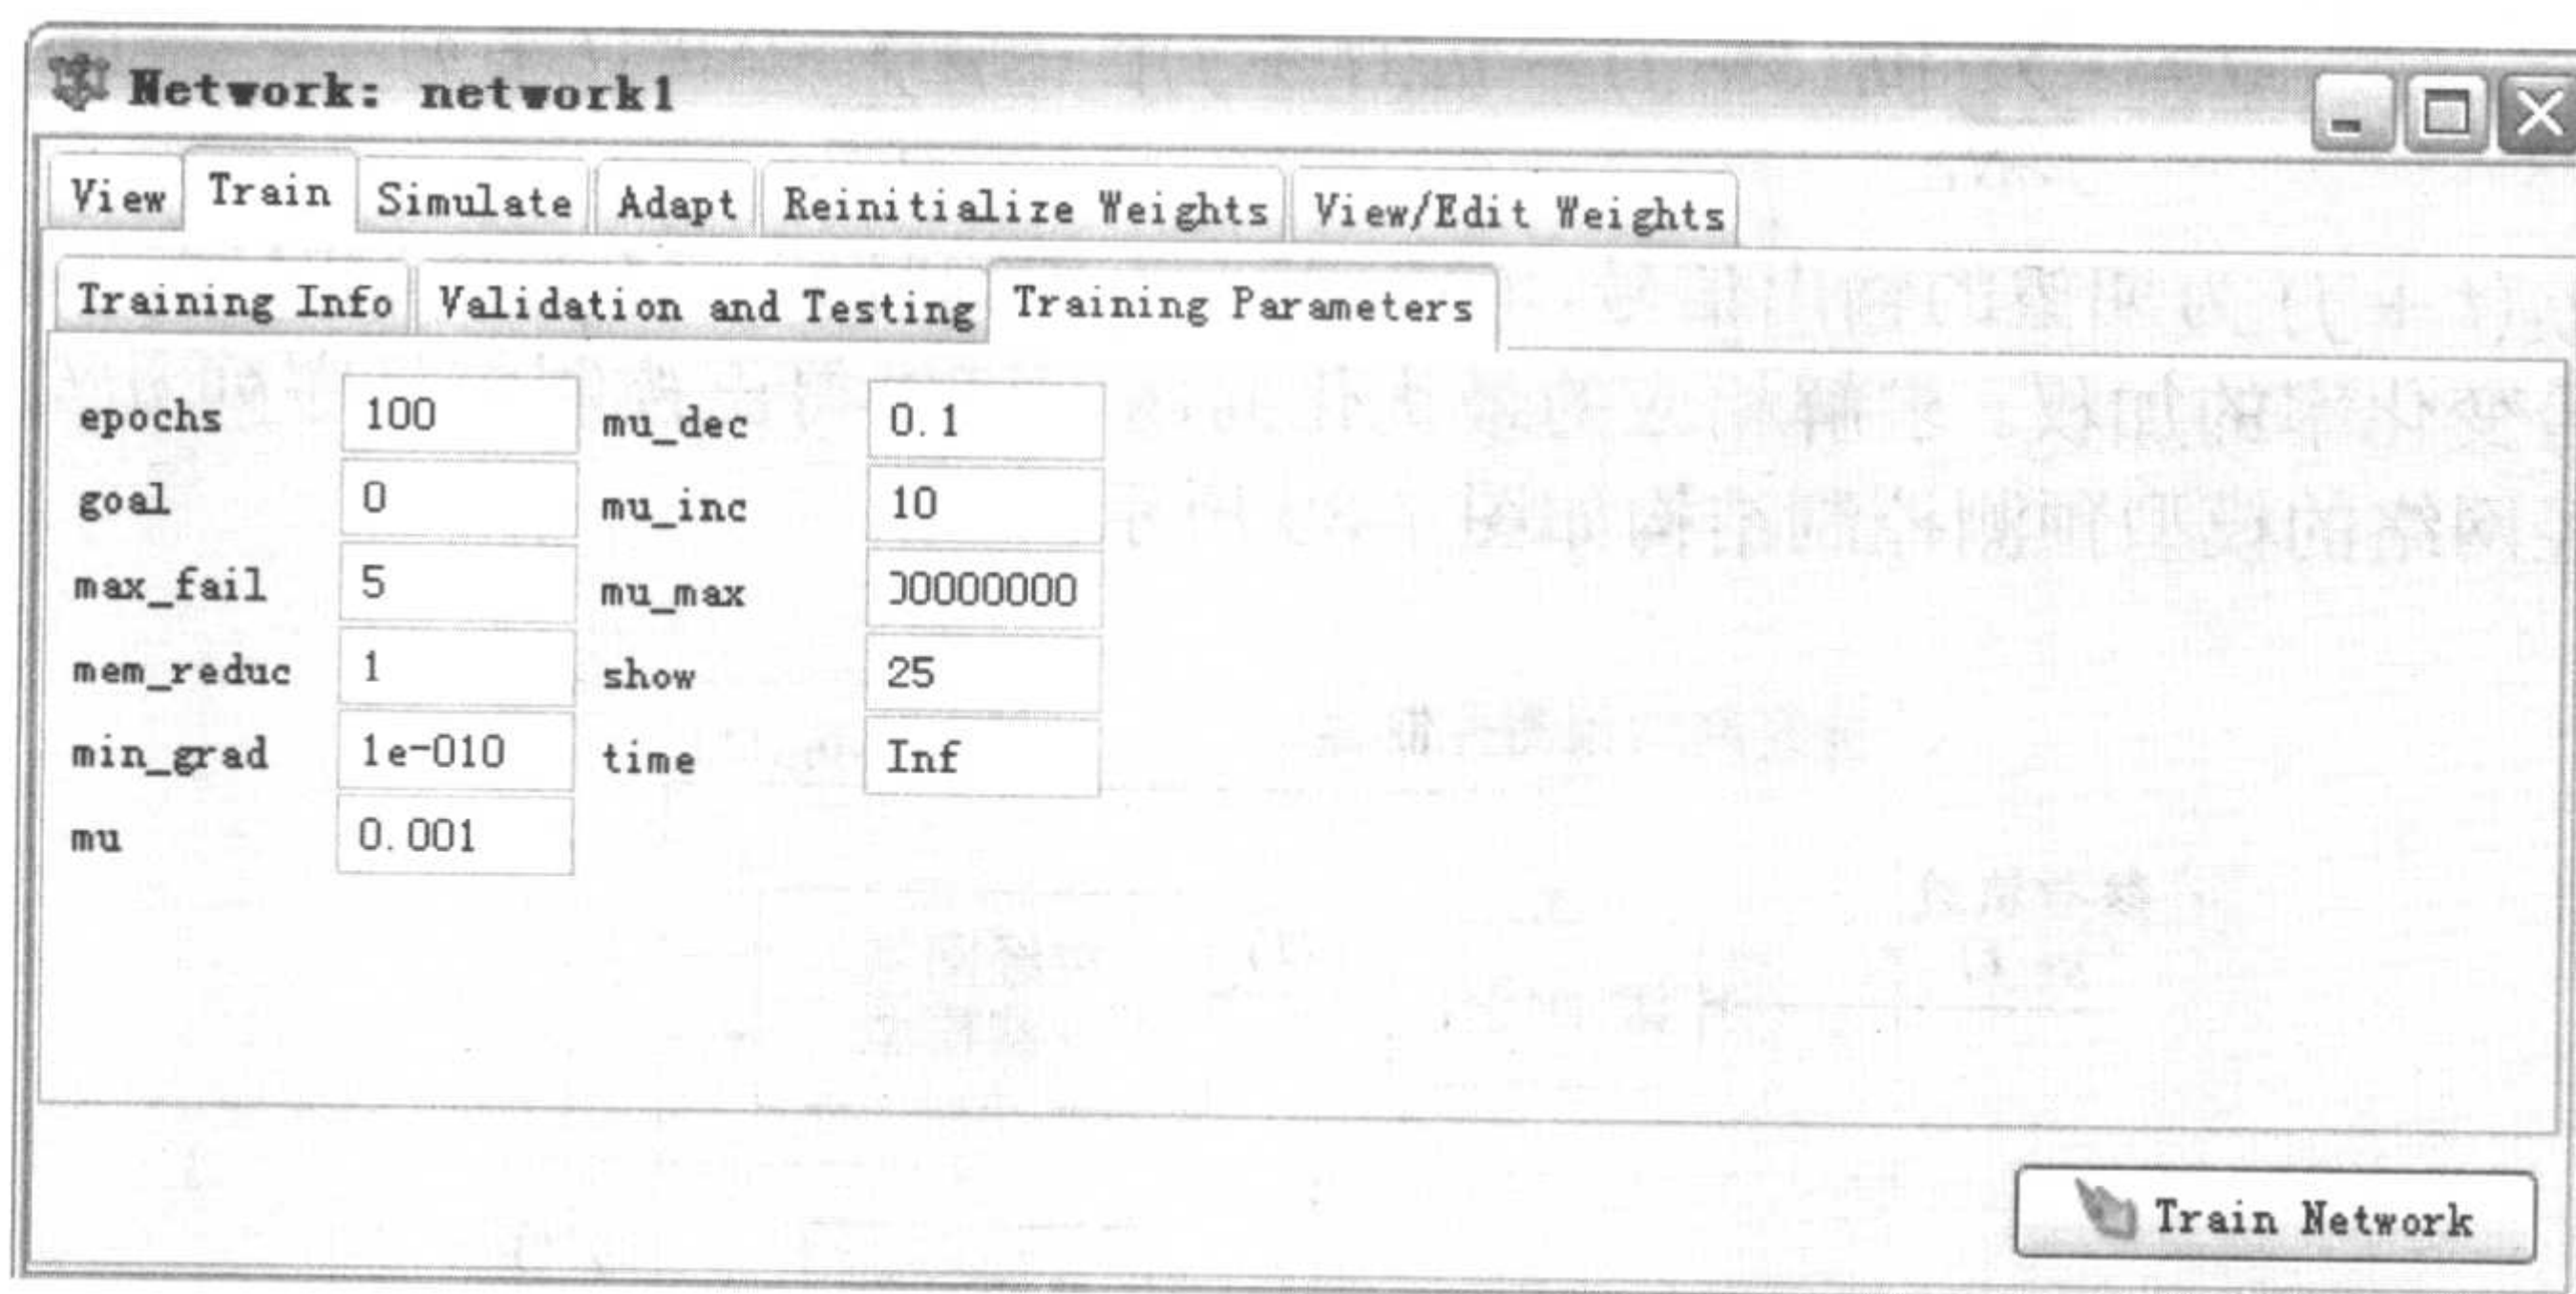 Network: network1
View Train Simulate Adapt Reinitialize Weights View/Edit Weights
Training Info Validation and Testing Training Parameters
epochs 100 mu_dec 0.1
goal 0 mu_inc 10
max_fail 5 mu_max 00000000
mem_reduc 1 show 25
min_grad 1e-010 time Inf
mu 0.001
Train Network